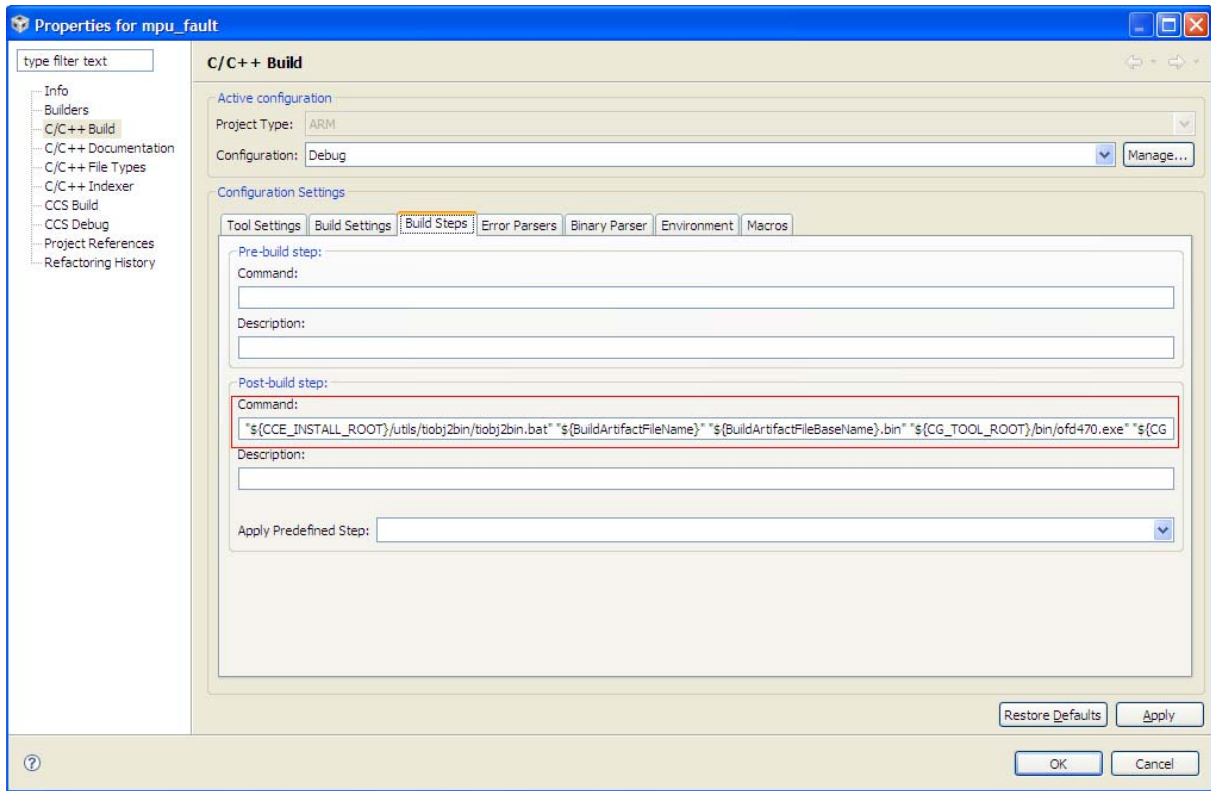 Properties for mpu_fault
type filter text
Info
Builders
C/C++ Build
C/C++ Documentation
C/C++ File Types
C/C++ Indexer
CCS Build
CCS Debug
Project References
Refactoring History
C/C++ Build
Active configuration
Project Type: ARM
Configuration: Debug Manage...
Configuration Settings
Tool Settings Build Settings Build Steps Error Parsers Binary Parser Environment Macros
Pre-build step:
Command:
Description:
Post-build step:
Command:
"${CCE_INSTALL_ROOT}/utils/tiobj2bin/tiobj2bin.bat" "${BuildArtifactFileName}" "${BuildArtifactFileBaseName}.bin" "${CG_TOOL_ROOT}/bin/ofd470.exe" "${CG
Description:
Apply Predefined Step:
Restore Defaults Apply
? OK Cancel